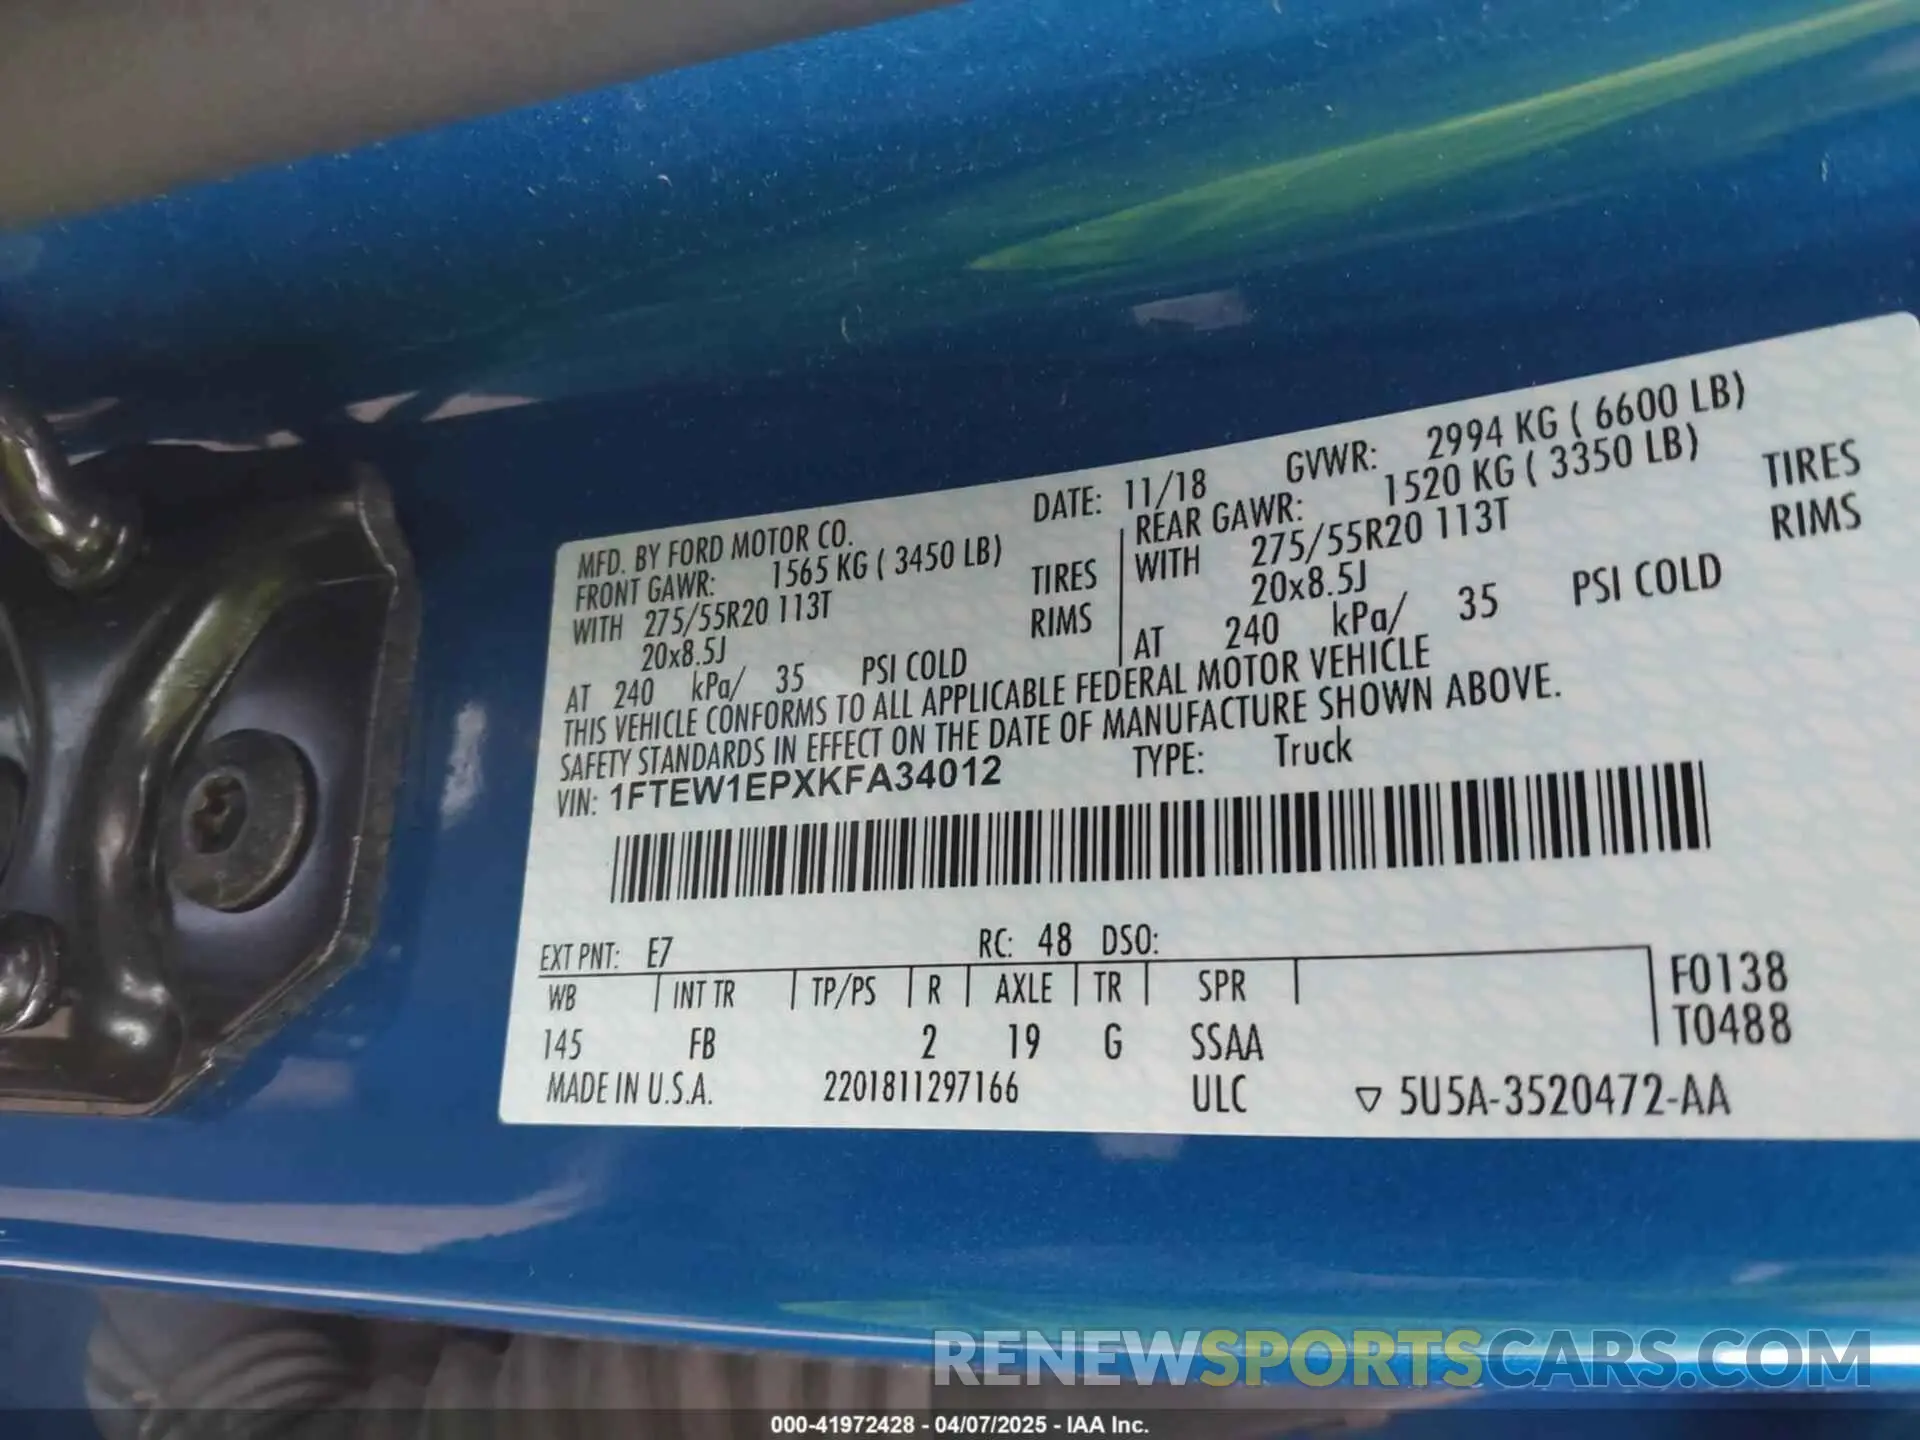 MFD. BY FORD MOTOR CO. DATE: 11/18 GVWR: 2994 KG ( 6600 LB)
FRONT GAWR: 1565 KG ( 3450 LB) REAR GAWR: 1520 KG ( 3350 LB)
WITH 275/55R20 113T TIRES WITH 275/55R20 113T TIRES
20x8.5J RIMS 20x8.5J RIMS
AT 240 kPa/ 35 PSI COLD AT 240 kPa/ 35 PSI COLD
THIS VEHICLE CONFORMS TO ALL APPLICABLE FEDERAL MOTOR VEHICLE
SAFETY STANDARDS IN EFFECT ON THE DATE OF MANUFACTURE SHOWN ABOVE.
VIN: 1FTEW1EPXKFA34012 TYPE: Truck
EXT PNT: E7 RC: 48 DSO:
WB INT TR TP/PS R AXLE TR SPR F0138
145 FB 2 19 G SSAA T0488
MADE IN U.S.A. 2201811297166 ULC ▽ 5U5A-3520472-AA
RENEWSPORTSCARS.COM
000-41972428 - 04/07/2025 - IAA Inc.